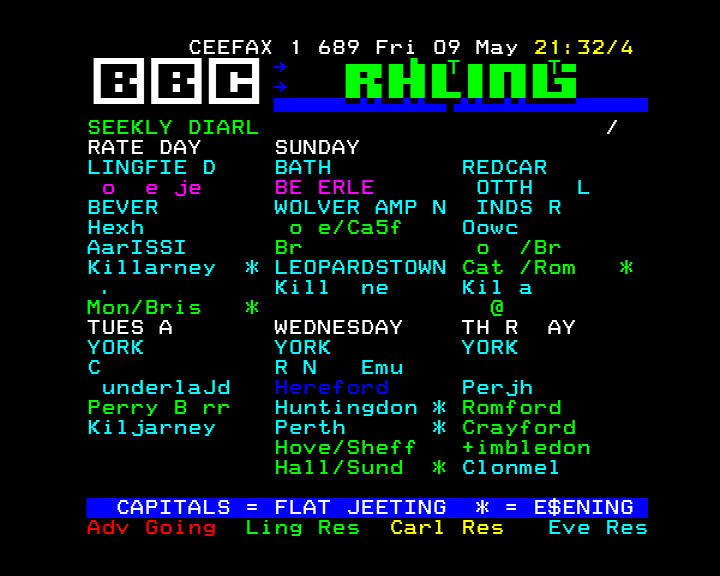 CEEFAX 1 689 Fri 09 May 21:32/4
BBC RACING
SEEKLY DIARL /
RATE DAY SUNDAY
LINGFIE D BATH REDCAR
o e je BE ERLE OTTH L
BEVER WOLVER AMP N INDS R
Hexh o e/Ca5f Oowc
AarISSI Br o /Br
Killarney * LEOPARDSTOWN Cat /Rom *
. Kill ne Kil a
Mon/Bris * @
TUES A WEDNESDAY TH R AY
YORK YORK YORK
C R N Emu
underlaJd Hereford Perjh
Perry B rr Huntingdon * Romford
Kiljarney Perth * Crayford
Hove/Sheff +imbledon
Hall/Sund * Clonmel
CAPITALS = FLAT JEETING * = E$ENING
Adv Going Ling Res Carl Res Eve Res